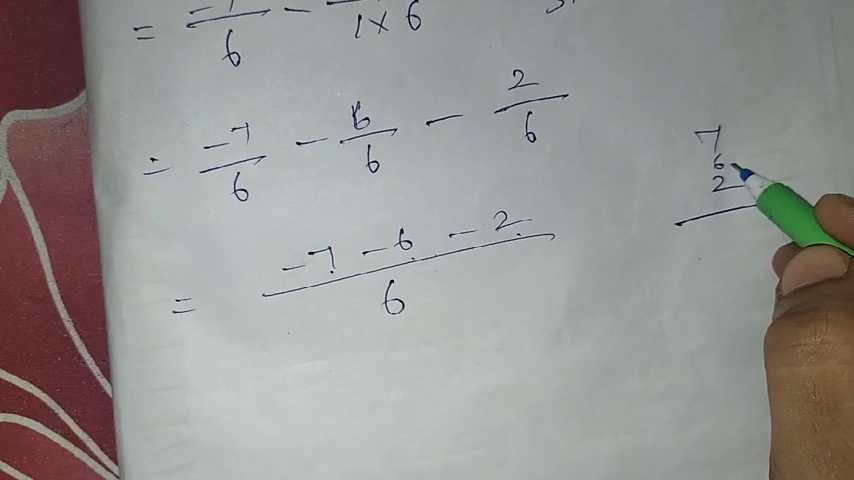 = -7/6 - /1×6
= -7/6 - 6/6 - 2/6
= -7 - 6 - 2 / 6
7
6
2